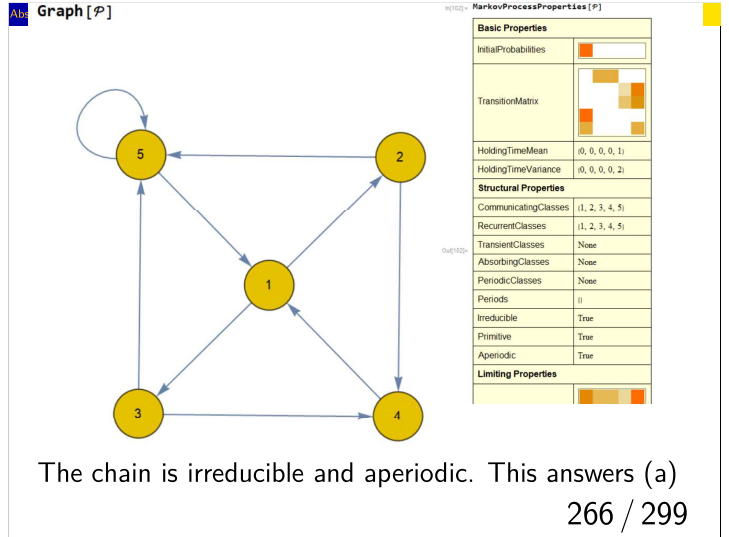 Abs
Graph[𝒫]
5
2
1
3
4
In[102]:= MarkovProcessProperties[𝒫]
Out[102]=
Basic Properties
InitialProbabilities
TransitionMatrix
HoldingTimeMean {0, 0, 0, 0, 1}
HoldingTimeVariance {0, 0, 0, 0, 2}
Structural Properties
CommunicatingClasses {1, 2, 3, 4, 5}
RecurrentClasses {1, 2, 3, 4, 5}
TransientClasses None
AbsorbingClasses None
PeriodicClasses None
Periods {}
Irreducible True
Primitive True
Aperiodic True
Limiting Properties
The chain is irreducible and aperiodic. This answers (a)
266 / 299